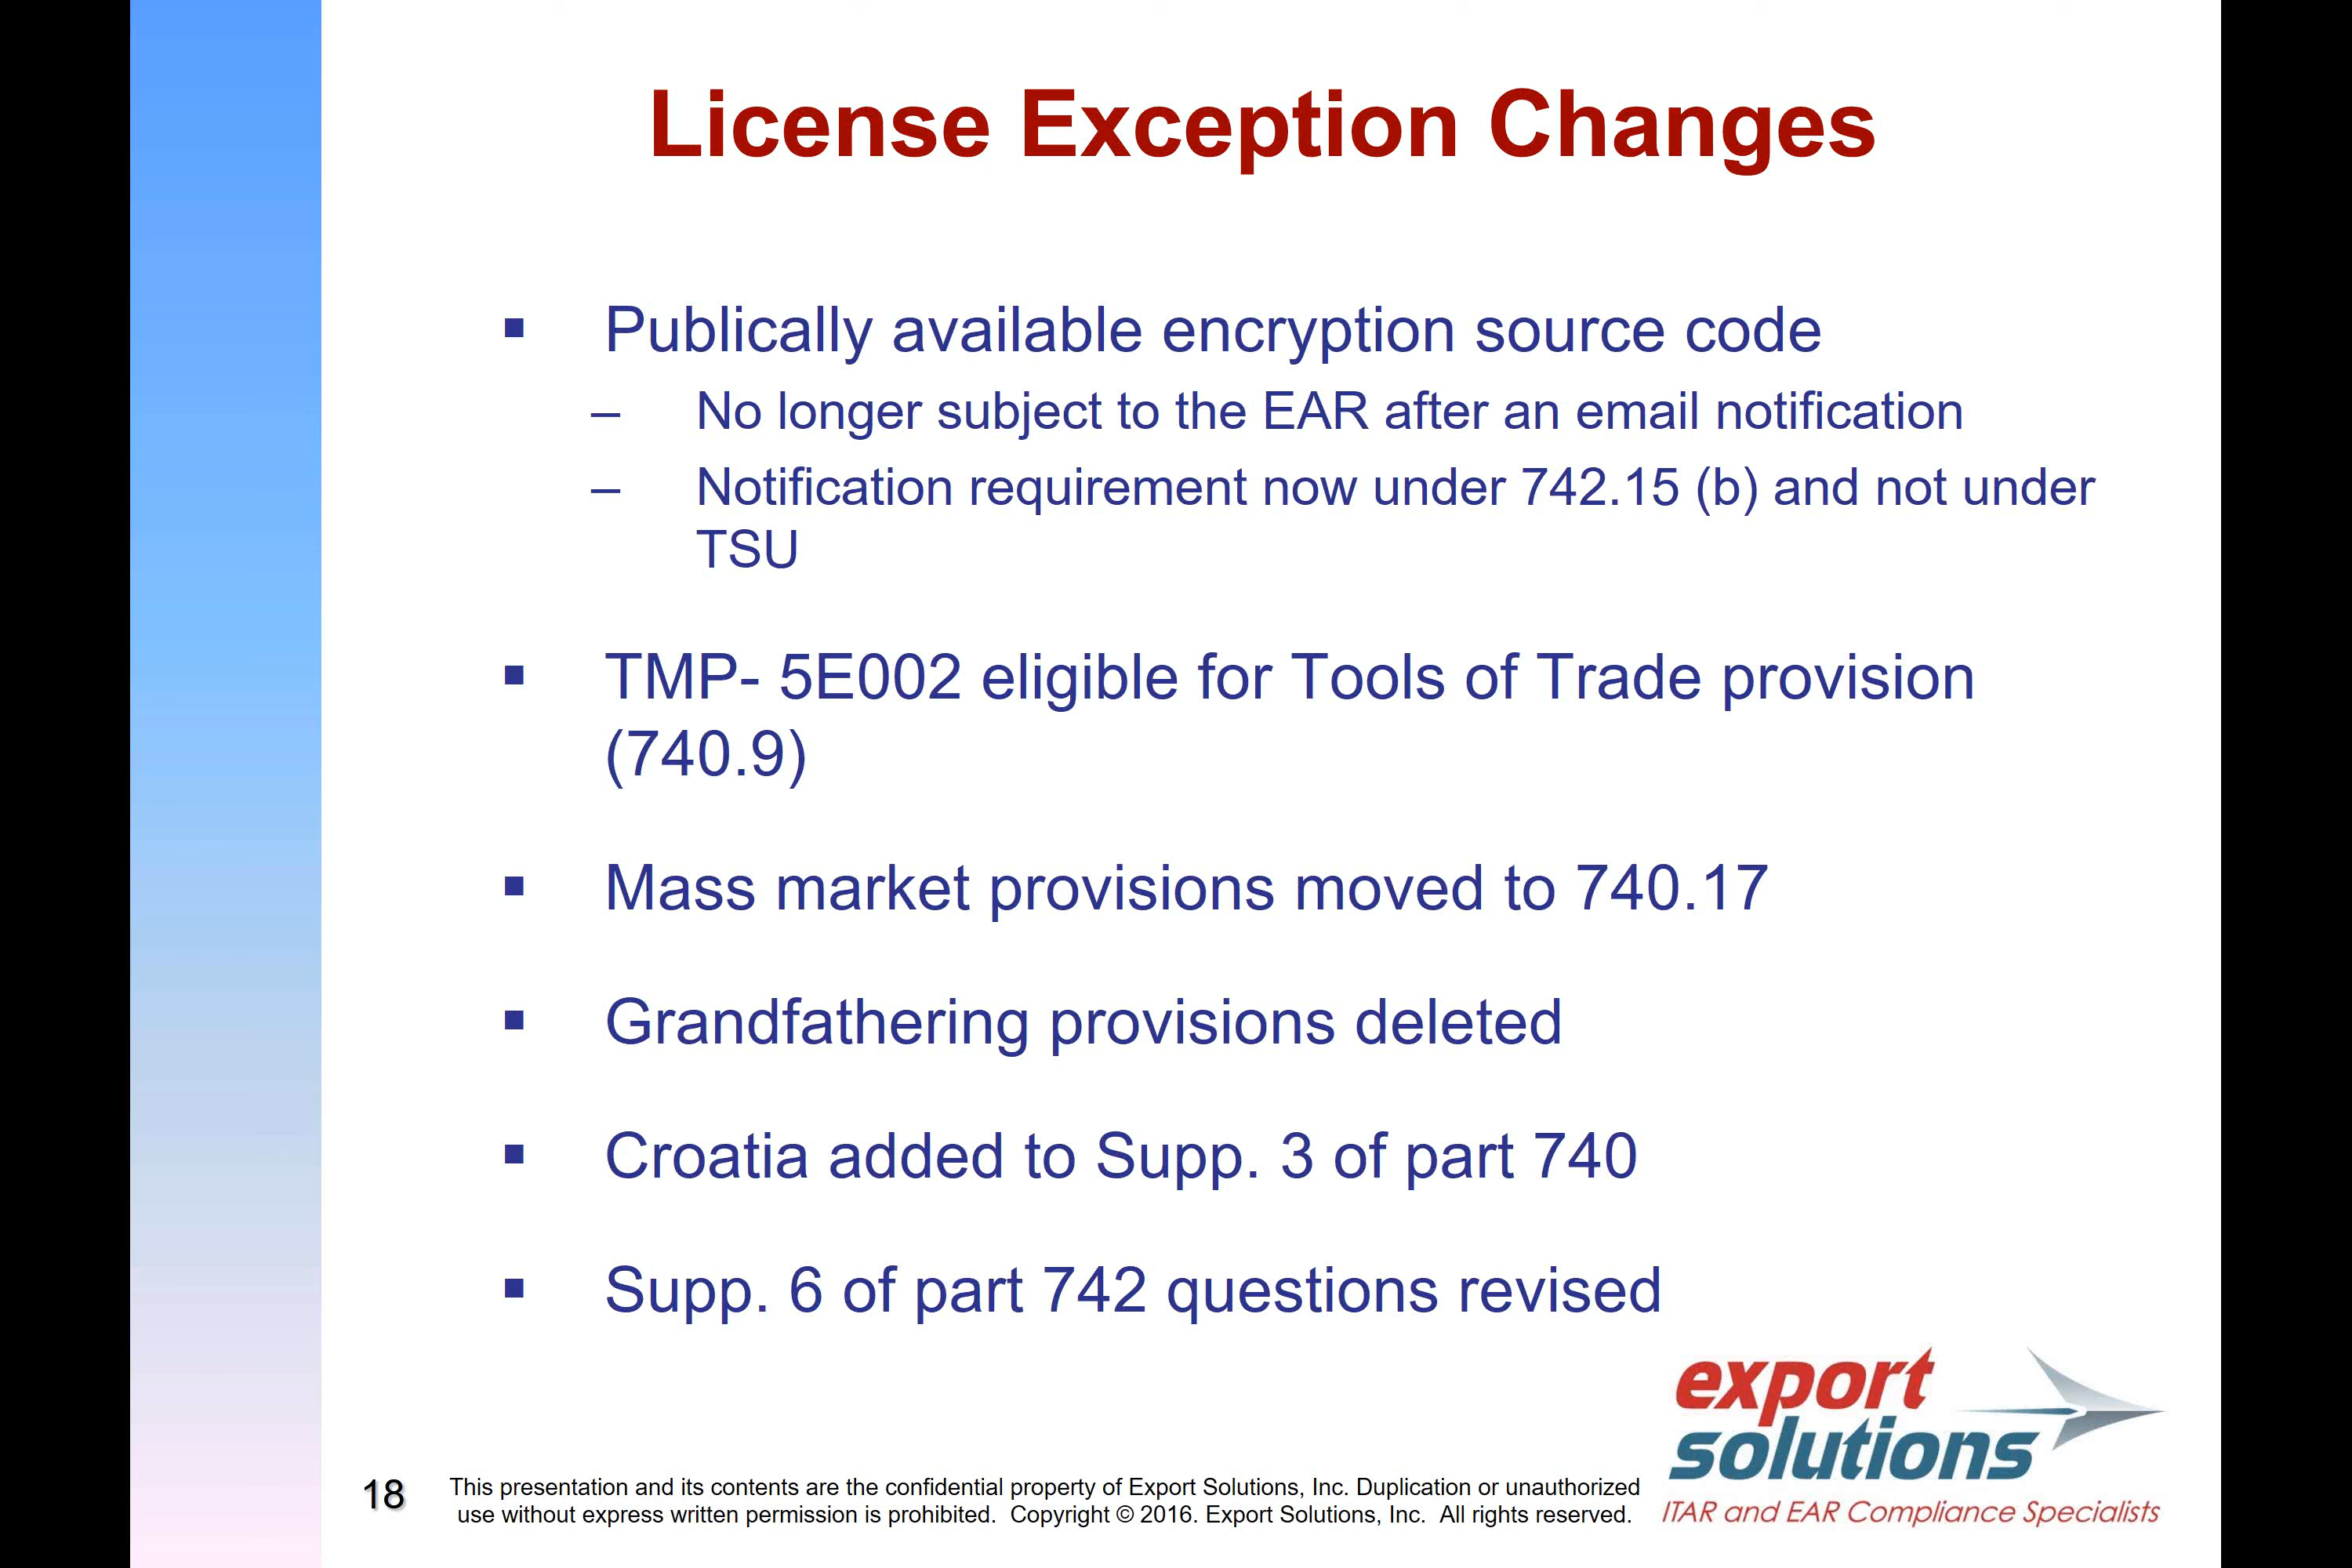 License Exception Changes
▪ Publically available encryption source code
– No longer subject to the EAR after an email notification
– Notification requirement now under 742.15 (b) and not under
TSU
▪ TMP- 5E002 eligible for Tools of Trade provision
(740.9)
▪ Mass market provisions moved to 740.17
▪ Grandfathering provisions deleted
▪ Croatia added to Supp. 3 of part 740
▪ Supp. 6 of part 742 questions revised
export
solutions
ITAR and EAR Compliance Specialists
18
This presentation and its contents are the confidential property of Export Solutions, Inc. Duplication or unauthorized
use without express written permission is prohibited. Copyright © 2016. Export Solutions, Inc. All rights reserved.